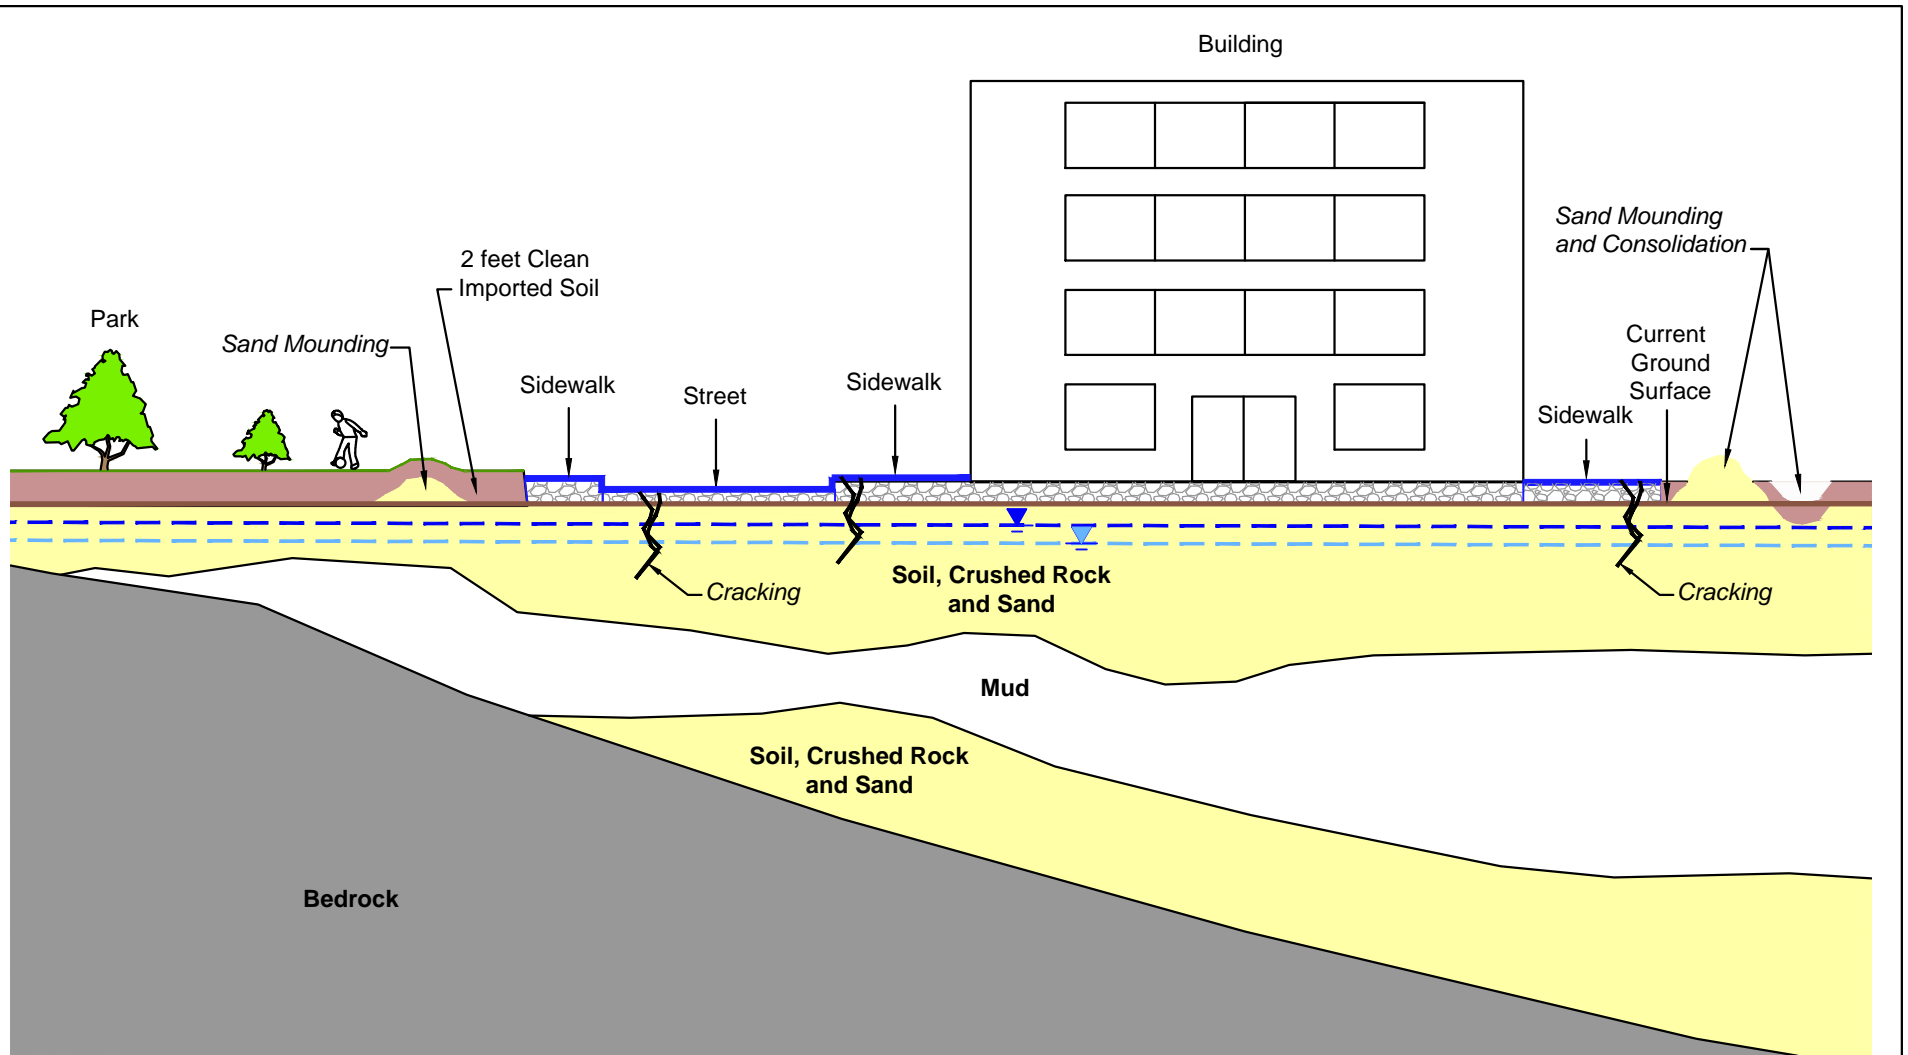 Building
Sand Mounding
and Consolidation
2 feet Clean
Imported Soil
Park
Sand Mounding
Current
Ground
Surface
Sidewalk
Street
Sidewalk
Sidewalk
Soil, Crushed Rock
and Sand
Cracking
Cracking
Mud
Soil, Crushed Rock
and Sand
Bedrock